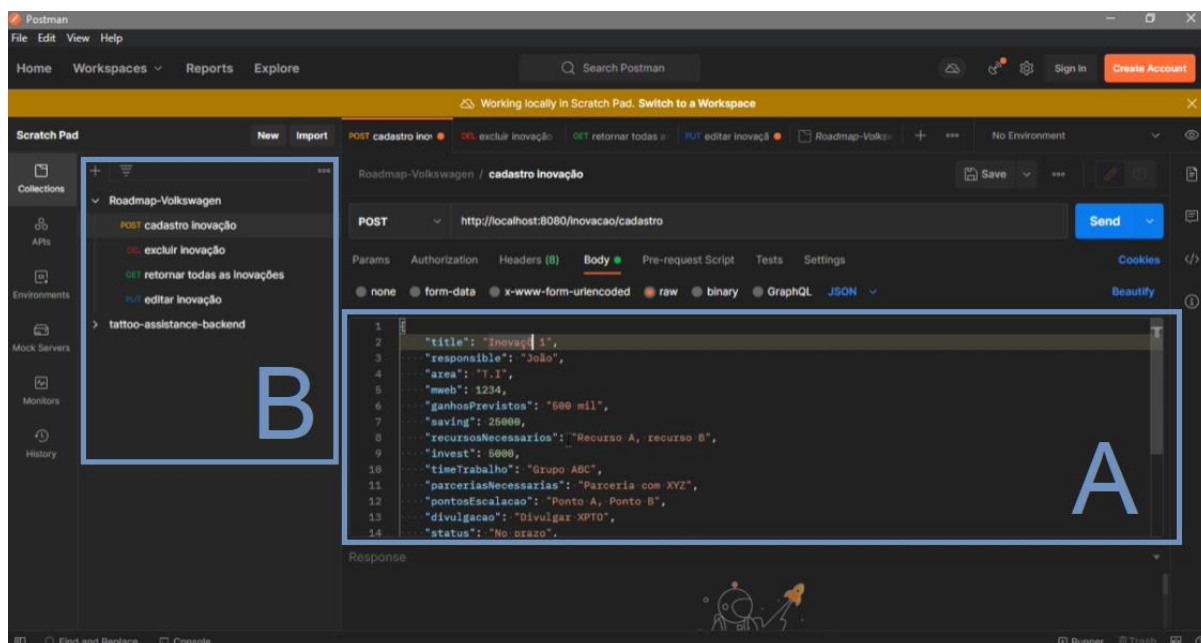 Postman
File Edit View Help
Home Workspaces Reports Explore Search Postman Sign In Create Account
Working locally in Scratch Pad. Switch to a Workspace
Scratch Pad New Import
POST cadastro inov DEL excluir inovação GET retornar todas a PUT editar inovaçã Roadmap-Volks No Environment
Collections
APIs
Environments
Mock Servers
Monitors
History
Roadmap-Volkswagen
POST cadastro inovação
DEL excluir inovação
GET retornar todas as inovações
PUT editar inovação
tattoo-assistance-backend
B
Roadmap-Volkswagen / cadastro inovação Save
POST http://localhost:8080/inovacao/cadastro Send
Params Authorization Headers (8) Body Pre-request Script Tests Settings Cookies
none form-data x-www-form-urlencoded raw binary GraphQL JSON Beautify
1 {
2 "title": "Inovaçõ 1",
3 "responsible": "João",
4 "area": "T.I",
5 "mweb": 1234,
6 "ganhosPrevistos": "500 mil",
7 "saving": 25000,
8 "recursosNecessarios": "Recurso A, recurso B",
9 "invest": 5000,
10 "timeTrabalho": "Grupo ABC",
11 "parceriasNecessarias": "Parceria com XYZ",
12 "pontosEscalacao": "Ponto A, Ponto B",
13 "divulgacao": "Divulgar XPTO",
14 "status": "No prazo",
A
Response
Find and Replace Console Runner Trash